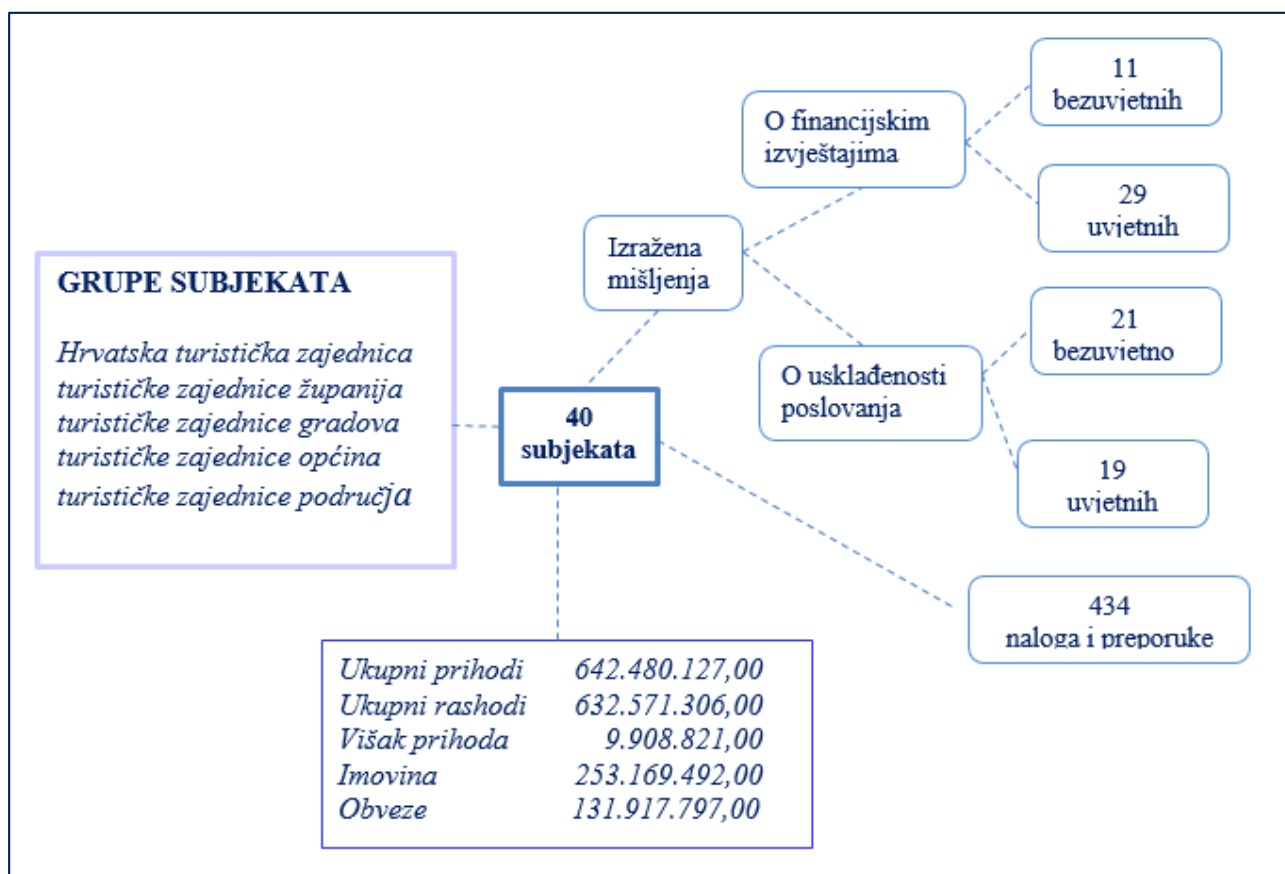 GRUPE SUBJEKATA
Hrvatska turistička zajednica
turističke zajednice županija
turističke zajednice gradova
turističke zajednice općina
turističke zajednice područja
40
subjekata
Izražena
mišljenja
O financijskim
izvještajima
11
bezuvjetnih
29
uvjetnih
O usklađenosti
poslovanja
21
bezuvjetno
19
uvjetnih
434
naloga i preporuke
Ukupni prihodi 642.480.127,00
Ukupni rashodi 632.571.306,00
Višak prihoda 9.908.821,00
Imovina 253.169.492,00
Obveze 131.917.797,00